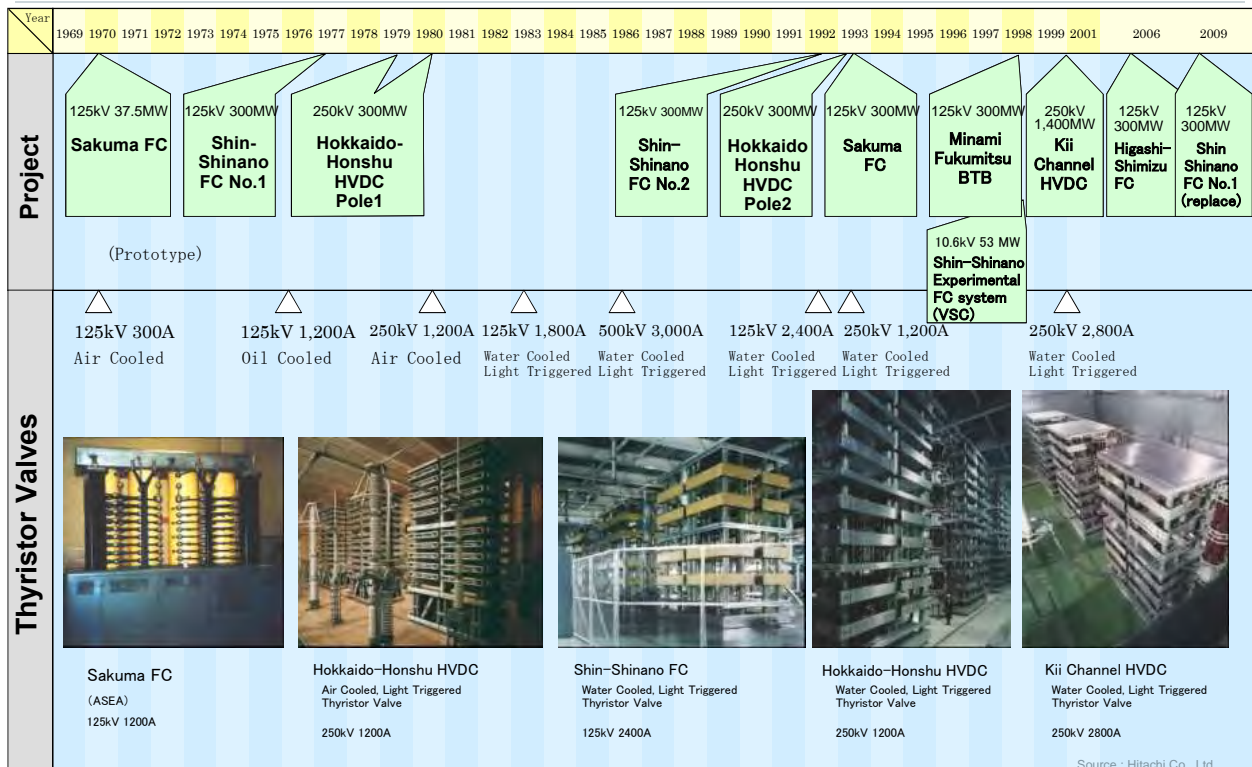 Year
1969 1970 1971 1972 1973 1974 1975 1976 1977 1978 1979 1980 1981 1982 1983 1984 1985 1986 1987 1988 1989 1990 1991 1992 1993 1994 1995 1996 1997 1998 1999 2001 2006 2009
Project
125kV 37.5MW
Sakuma FC
125kV 300MW
Shin-
Shinano
FC No.1
250kV 300MW
Hokkaido-
Honshu
HVDC
Pole1
125kV 300MW
Shin-
Shinano
FC No.2
250kV 300MW
Hokkaido
Honshu
HVDC
Pole2
125kV 300MW
Sakuma
FC
125kV 300MW
Minami
Fukumitsu
BTB
250kV
1,400MW
Kii
Channel
HVDC
125kV
300MW
Higashi-
Shimizu
FC
125kV
300MW
Shin
Shinano
FC No.1
(replace)
(Prototype)
10.6kV 53 MW
Shin-Shinano
Experimental
FC system
(VSC)
Thyristor Valves
125kV 300A
Air Cooled
125kV 1,200A
Oil Cooled
250kV 1,200A
Air Cooled
125kV 1,800A
Water Cooled
Light Triggered
500kV 3,000A
Water Cooled
Light Triggered
125kV 2,400A
Water Cooled
Light Triggered
250kV 1,200A
Water Cooled
Light Triggered
250kV 2,800A
Water Cooled
Light Triggered
Sakuma FC
(ASEA)
125kV 1200A
Hokkaido-Honshu HVDC
Air Cooled, Light Triggered
Thyristor Valve
250kV 1200A
Shin-Shinano FC
Water Cooled, Light Triggered
Thyristor Valve
125kV 2400A
Hokkaido-Honshu HVDC
Water Cooled, Light Triggered
Thyristor Valve
250kV 1200A
Kii Channel HVDC
Water Cooled, Light Triggered
Thyristor Valve
250kV 2800A
Source : Hitachi Co., Ltd